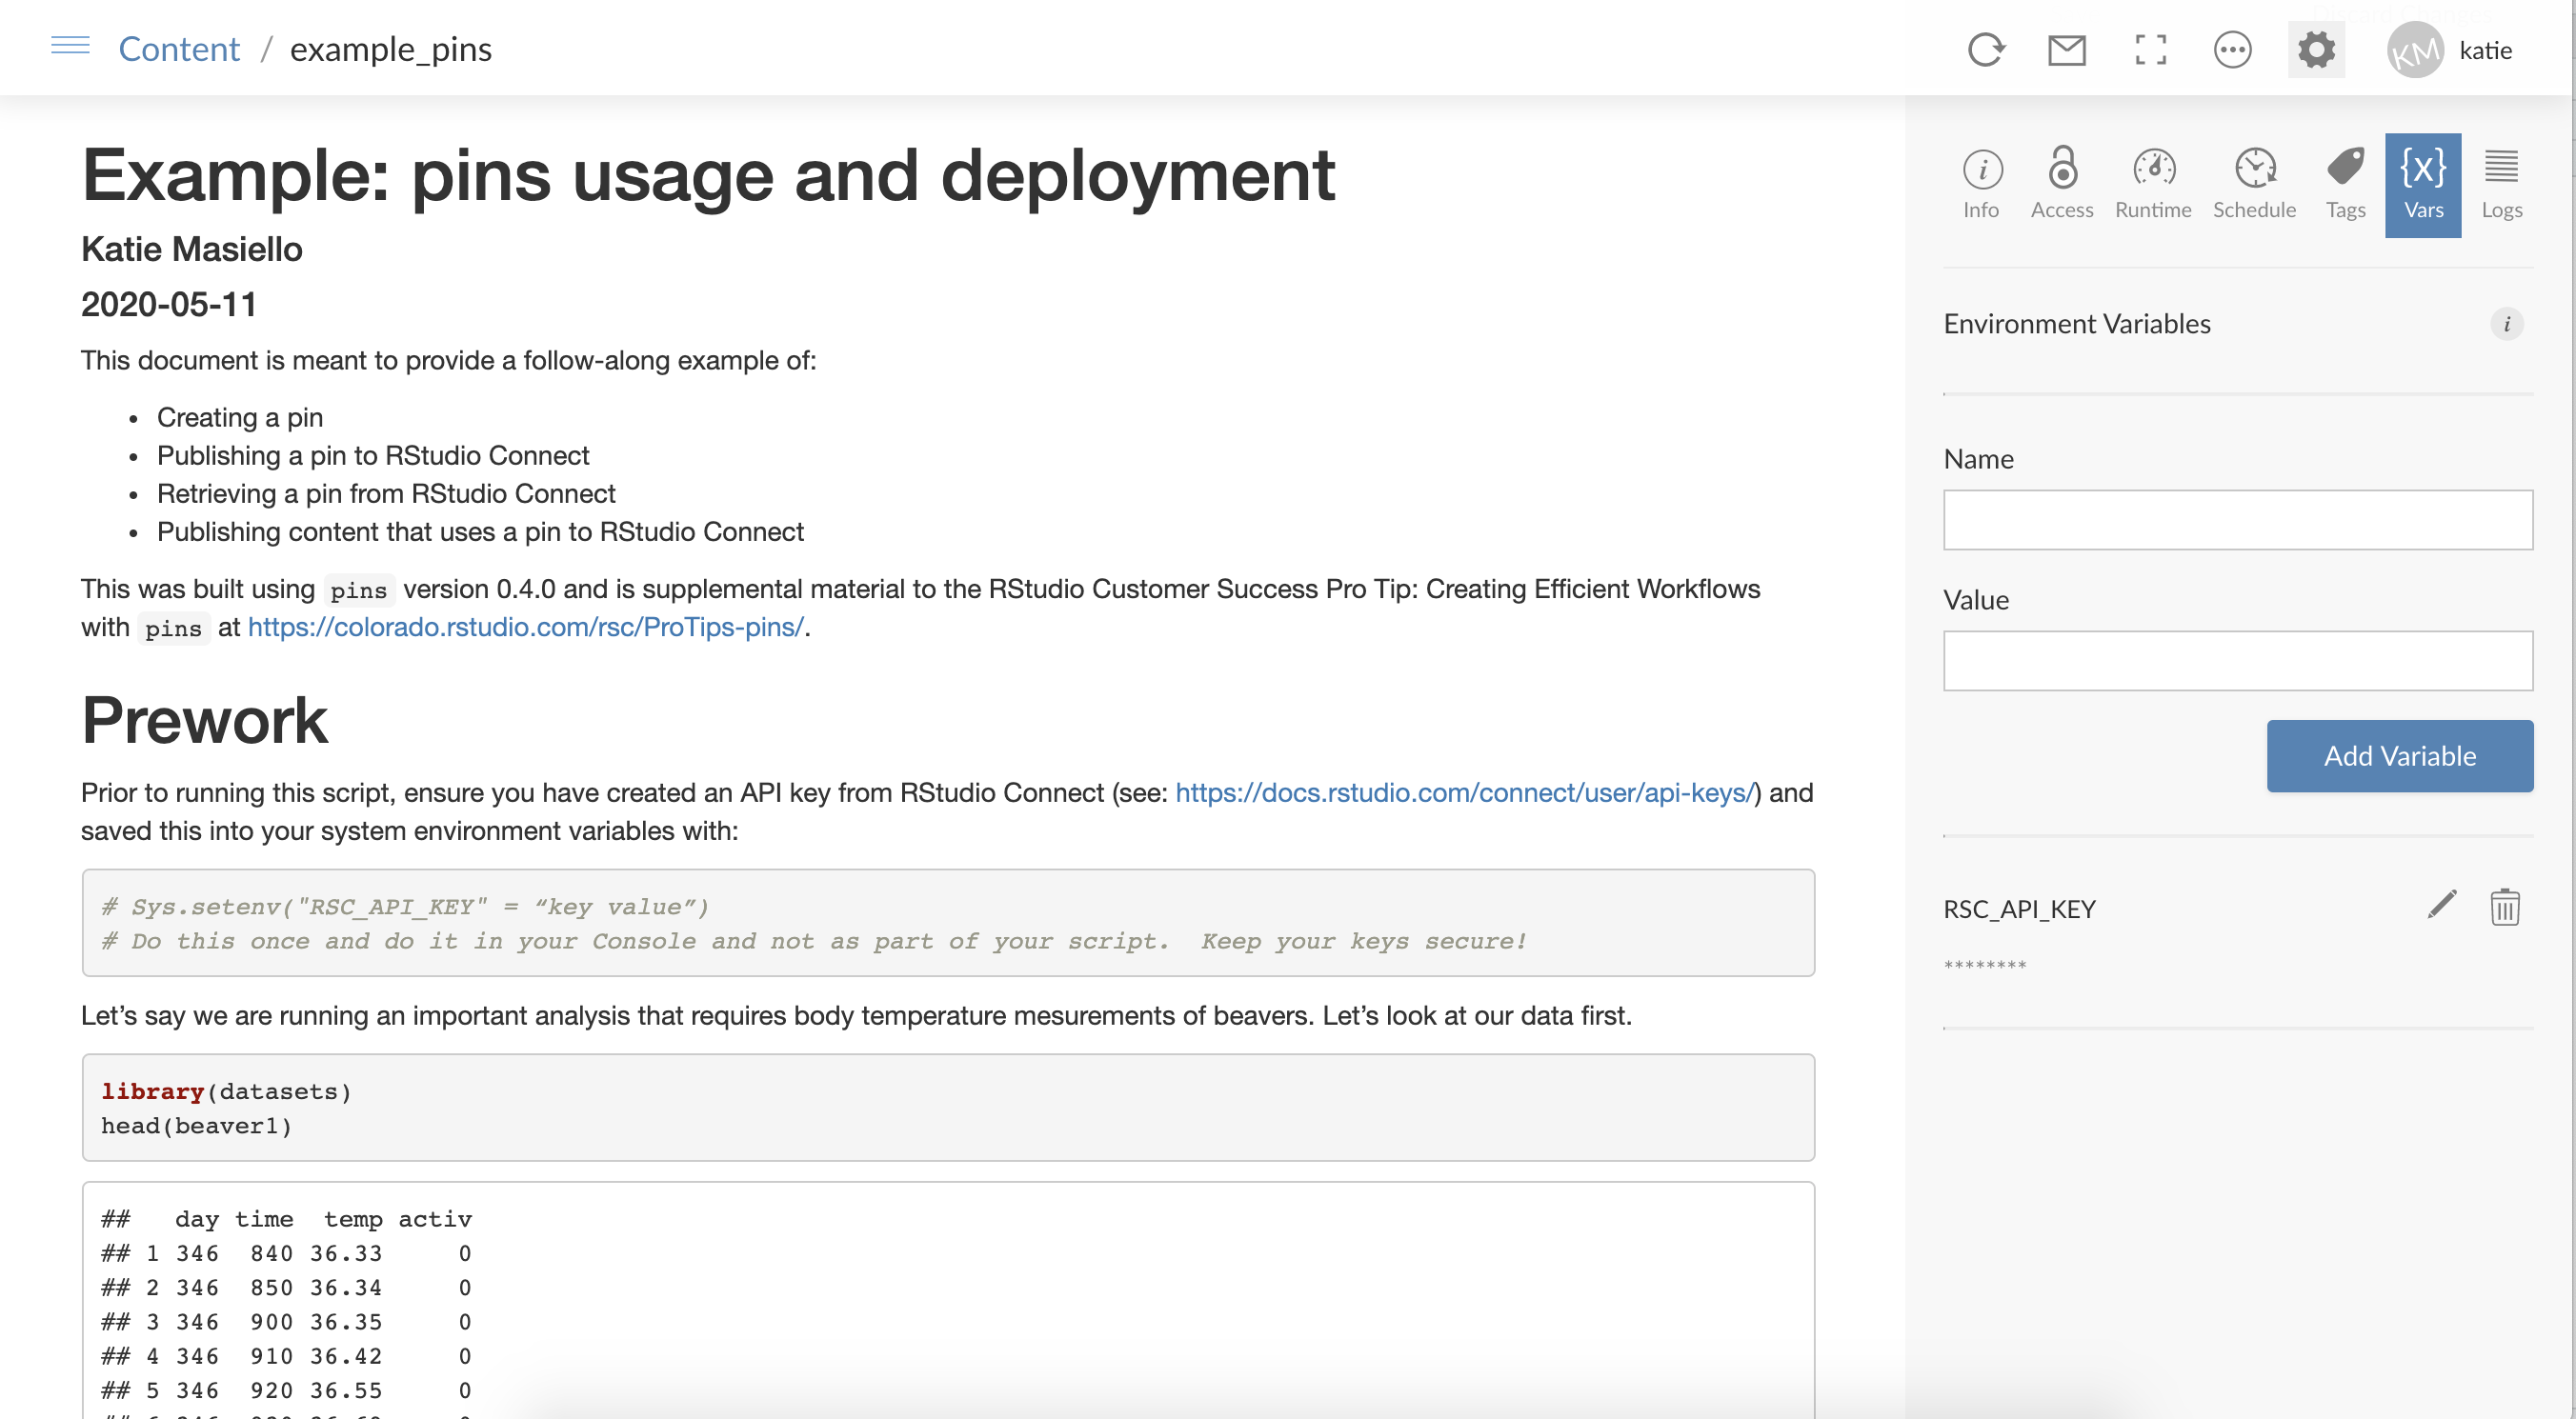 Content / example_pins
KM katie
Example: pins usage and deployment
Katie Masiello
2020-05-11
This document is meant to provide a follow-along example of:
• Creating a pin
• Publishing a pin to RStudio Connect
• Retrieving a pin from RStudio Connect
• Publishing content that uses a pin to RStudio Connect
This was built using pins version 0.4.0 and is supplemental material to the RStudio Customer Success Pro Tip: Creating Efficient Workflows
with pins at https://colorado.rstudio.com/rsc/ProTips-pins/.
Prework
Prior to running this script, ensure you have created an API key from RStudio Connect (see: https://docs.rstudio.com/connect/user/api-keys/) and
saved this into your system environment variables with:
# Sys.setenv("RSC_API_KEY" = “key value”)
# Do this once and do it in your Console and not as part of your script.  Keep your keys secure!
Let’s say we are running an important analysis that requires body temperature mesurements of beavers. Let’s look at our data first.
library(datasets)
head(beaver1)
##   day time  temp activ
## 1 346  840 36.33     0
## 2 346  850 36.34     0
## 3 346  900 36.35     0
## 4 346  910 36.42     0
## 5 346  920 36.55     0
i Info
Access
Runtime
Schedule
Tags
{x} Vars
Logs
Environment Variables i
Name
Value
Add Variable
RSC_API_KEY
********